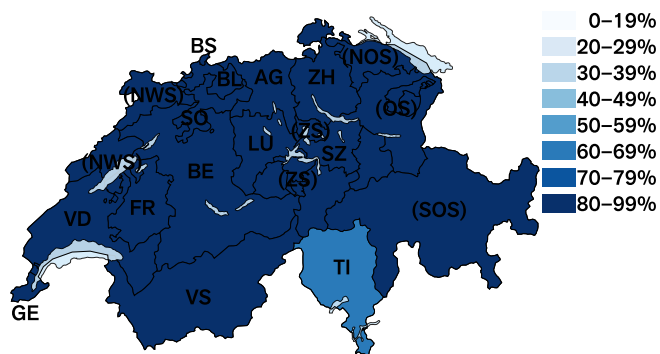 BS
(NWS)
BL
AG
ZH
(NOS)
SO
(ZS)
(OS)
LU
SZ
(NWS)
BE
(ZS)
VD
FR
(SOS)
TI
VS
GE
0–19%
20–29%
30–39%
40–49%
50–59%
60–69%
70–79%
80–99%